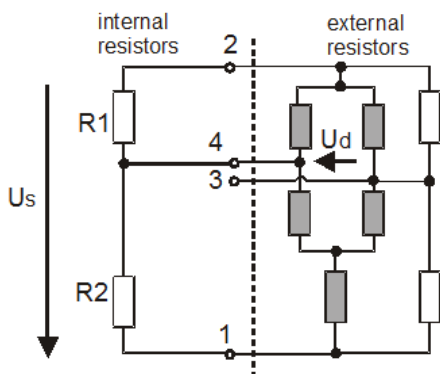 internal
resistors
external
resistors
2
R1
4
Ud
3
Us
R2
1